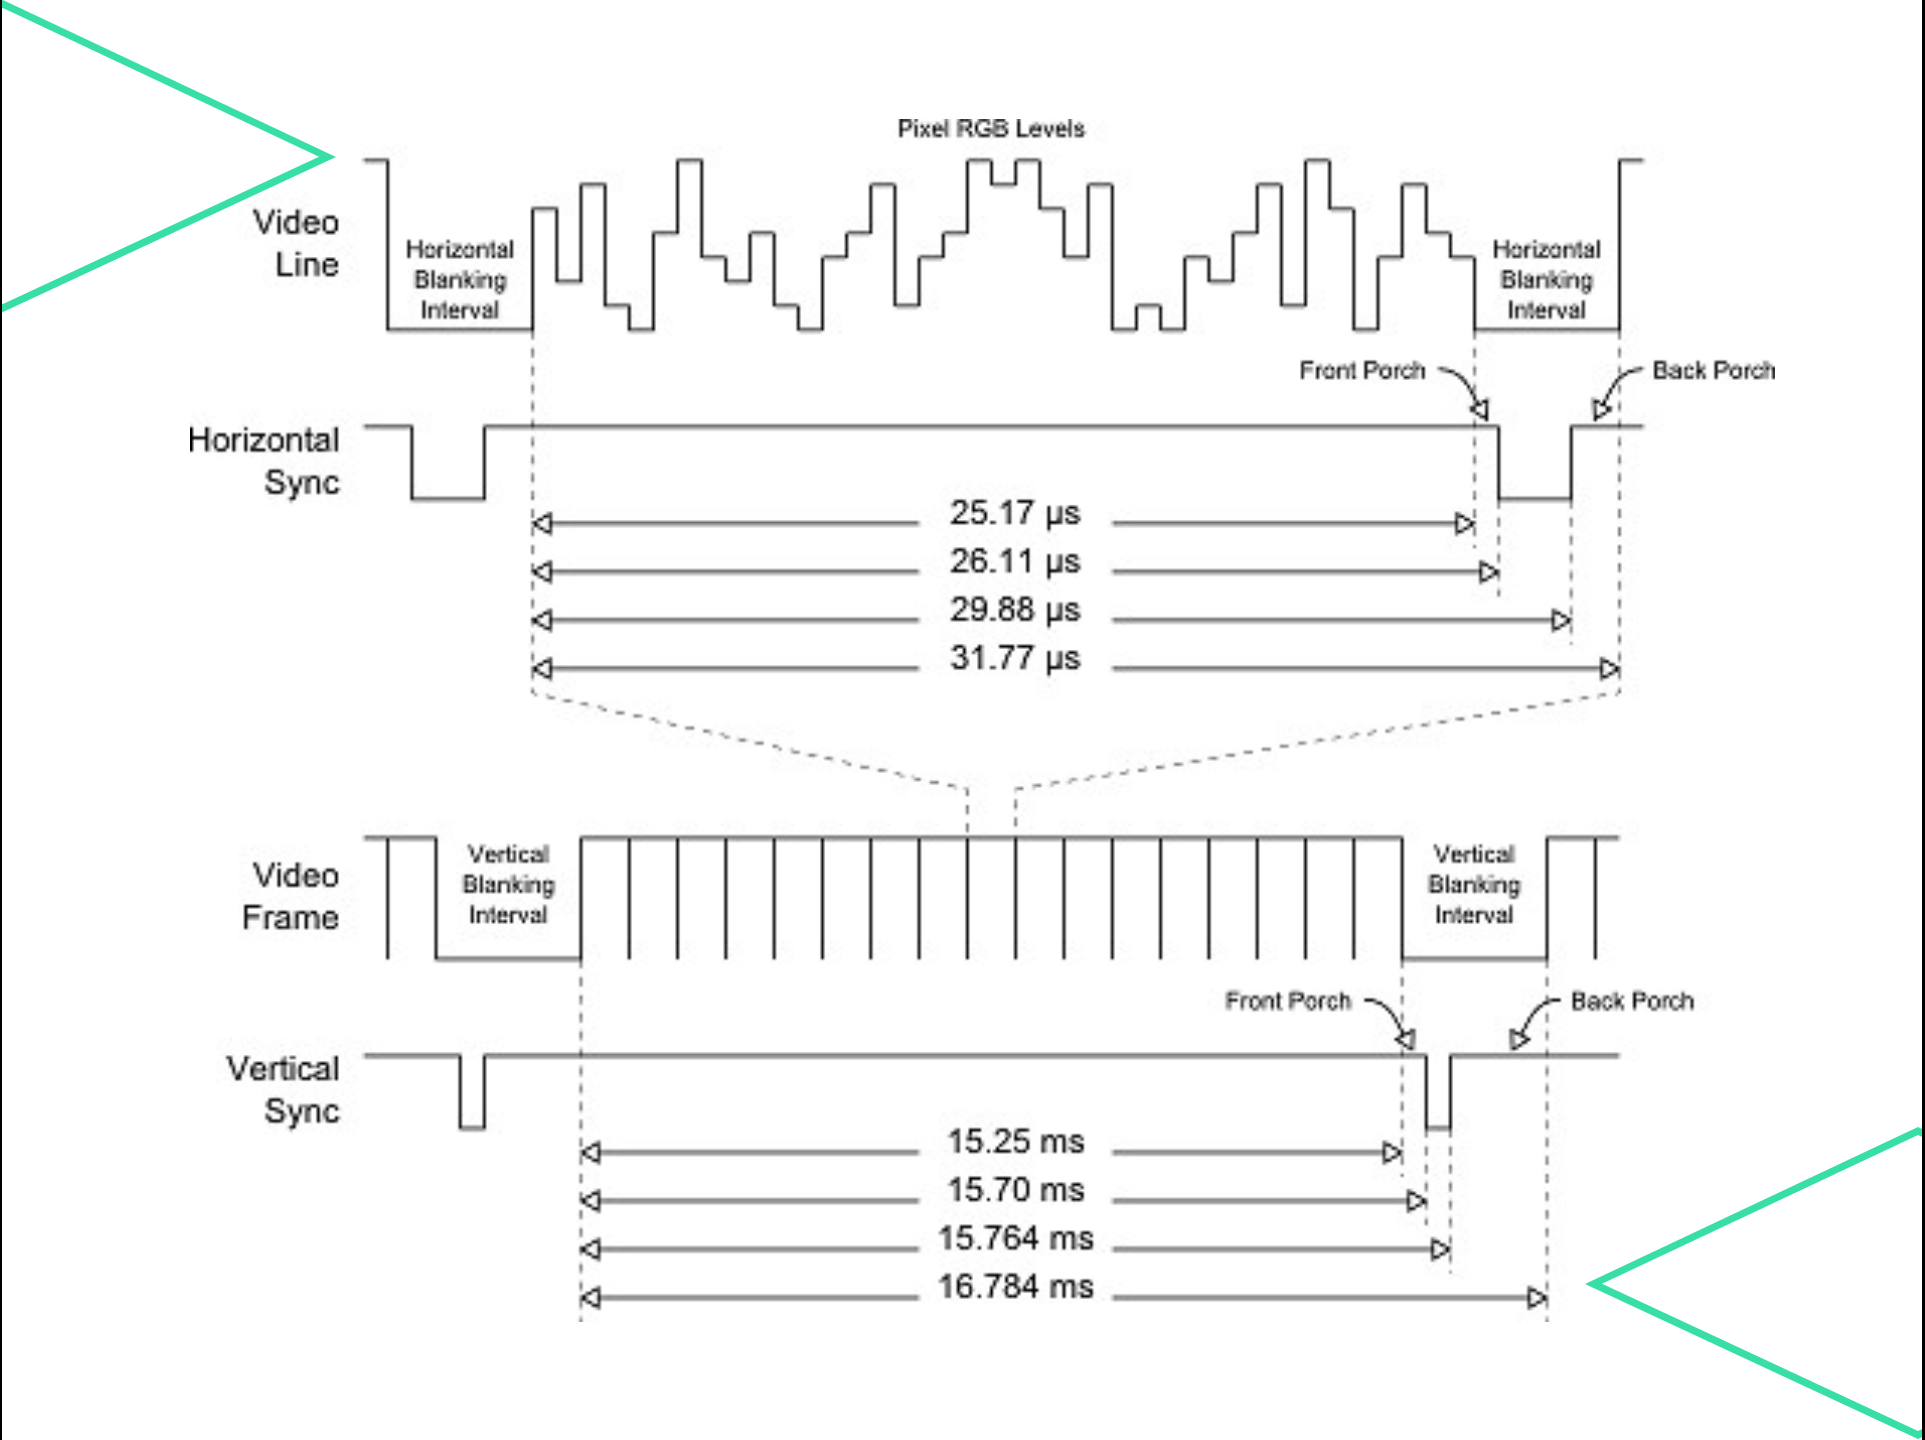 Pixel RGB Levels
Video
Line
Horizontal
Blanking
Interval
Horizontal
Blanking
Interval
Front Porch
Back Porch
Horizontal
Sync
25.17 µs
26.11 µs
29.88 µs
31.77 µs
Video
Frame
Vertical
Blanking
Interval
Vertical
Blanking
Interval
Front Porch
Back Porch
Vertical
Sync
15.25 ms
15.70 ms
15.764 ms
16.784 ms